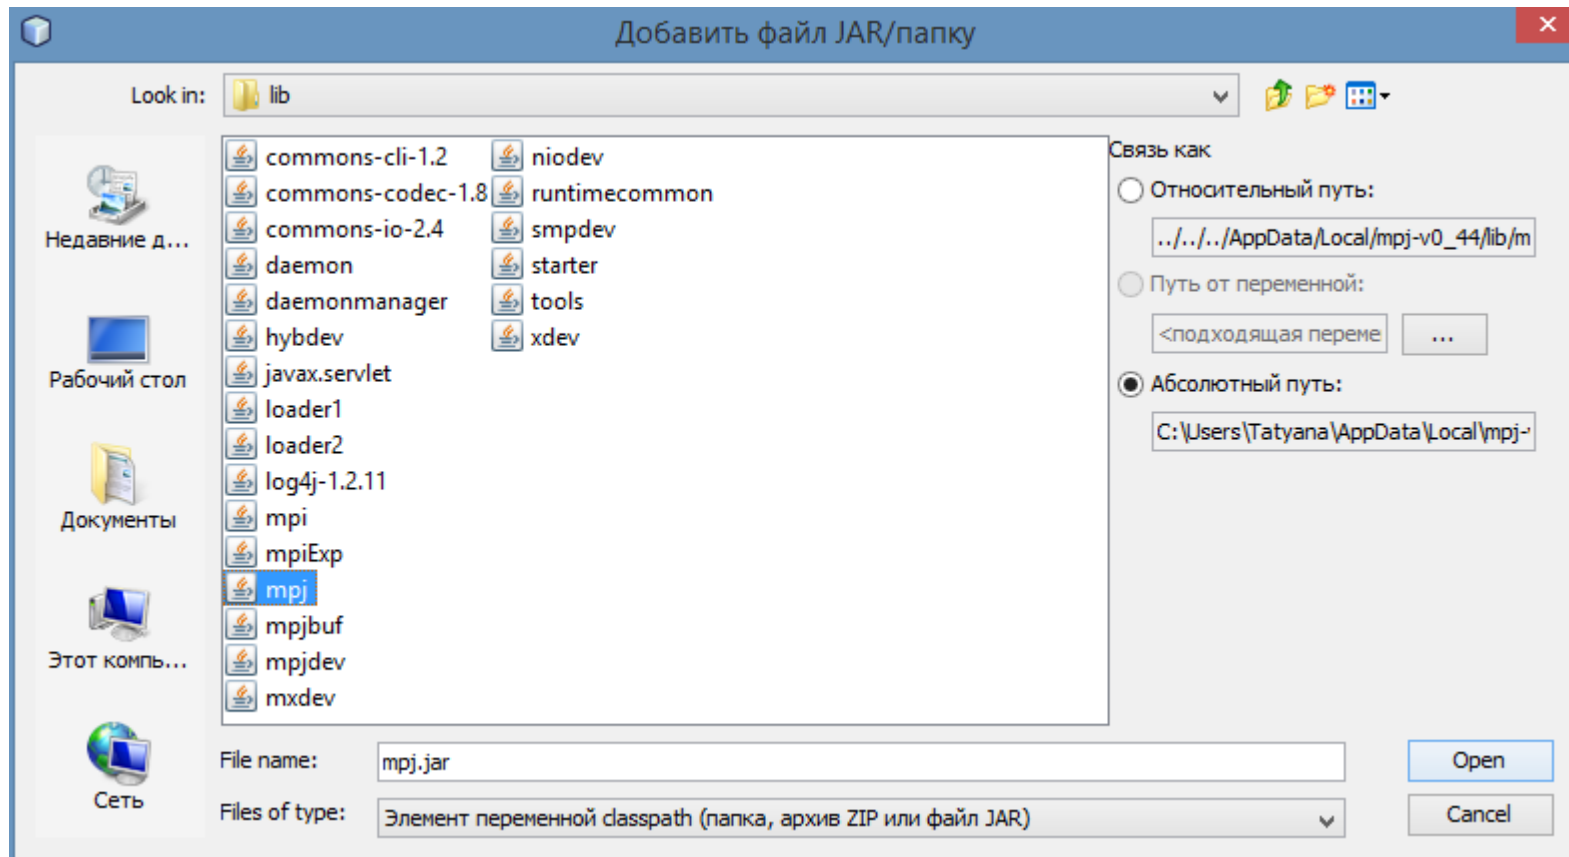 Добавить файл JAR/папку
Look in:
lib
Недавние д...
Рабочий стол
Документы
Этот компь...
Сеть
commons-cli-1.2
commons-codec-1.8
commons-io-2.4
daemon
daemonmanager
hybdev
javax.servlet
loader1
loader2
log4j-1.2.11
mpi
mpiExp
mpj
mpjbuf
mpjdev
mxdev
niodev
runtimecommon
smpdev
starter
tools
xdev
Связь как
Относительный путь:
../../../AppData/Local/mpj-v0_44/lib/m
Путь от переменной:
<подходящая переме
...
Абсолютный путь:
C:\Users\Tatyana\AppData\Local\mpj-
File name:
mpj.jar
Open
Files of type:
Элемент переменной classpath (папка, архив ZIP или файл JAR)
Cancel